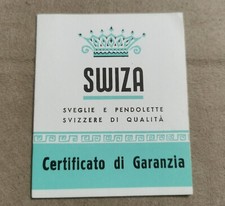 SWIZA
SVEGLIE E PENDOLETTE
SVIZZERE DI QUALITÀ
Certificato di Garanzia